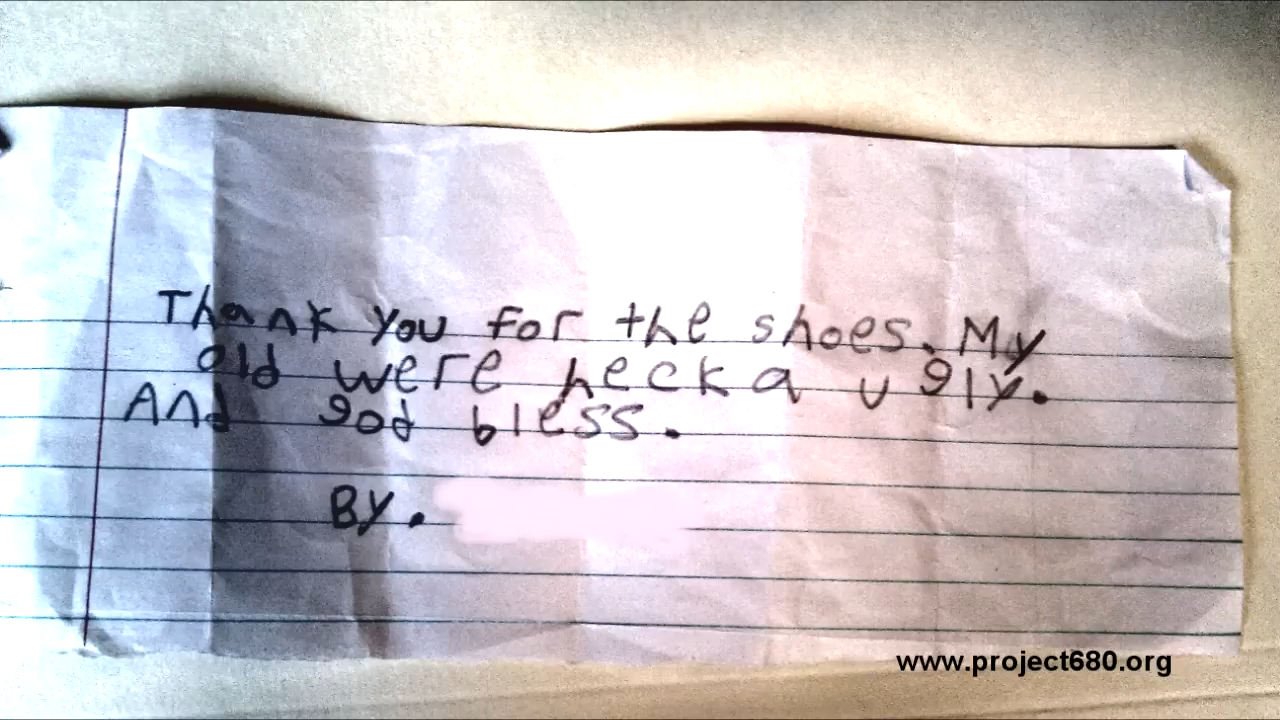 Thank you for the shoes. My
old were hecka ugly.
And god bless.
By.
www.project680.org